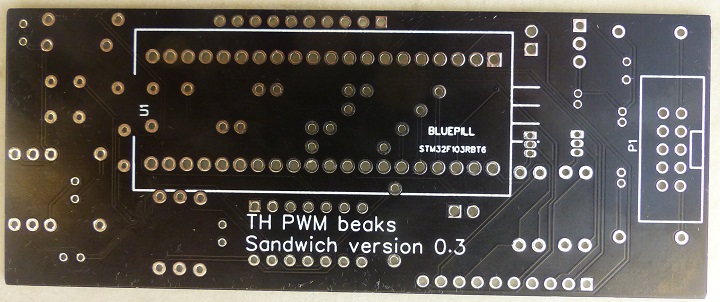 U1
BLUEPILL
STM32F103RBT6
P1
TH PWM beaks
Sandwich version 0.3